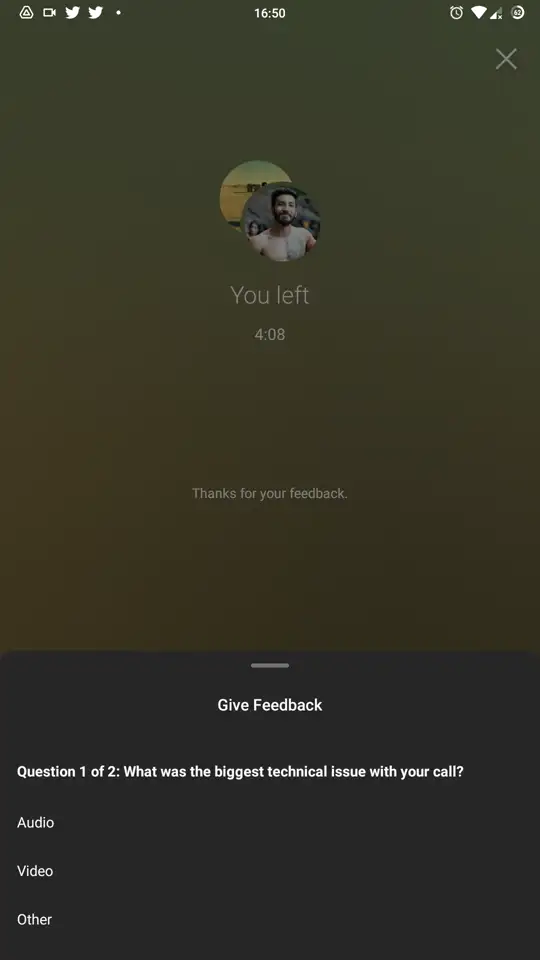 16:50
62
You left
4:08
Thanks for your feedback.
Give Feedback
Question 1 of 2: What was the biggest technical issue with your call?
Audio
Video
Other